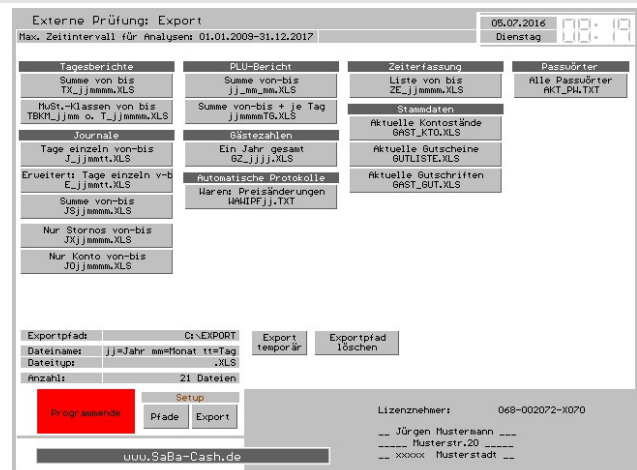 Externe Prüfung: Export
Max. Zeitintervall für Analysen: 01.01.2009-31.12.2017
05.07.2016
Dienstag
08:19
Tagesberichte
Summe von bis
TX_jjmmmm.XLS
MwSt.-Klassen von bis
TBKM_jjmm o. T_jjmmmm.XLS
Journale
Tage einzeln von-bis
J_jjmmtt.XLS
Erweitert: Tage einzeln v-b
E_jjmmtt.XLS
Summe von-bis
JSjjmmmm.XLS
Nur Stornos von-bis
JXjjmmmm.XLS
Nur Konto von-bis
JOjjmmmm.XLS
PLU-Bericht
Summe von-bis
jj_mm_mm.XLS
Summe von-bis + je Tag
jjmmmmTG.XLS
Gästezahlen
Ein Jahr gesamt
GZ_jjjj.XLS
Automatische Protokolle
Waren: Preisänderungen
WAWIPFjj.TXT
Zeiterfassung
Liste von bis
ZE_jjmmmm.XLS
Stammdaten
Aktuelle Kontostände
GAST_KTO.XLS
Aktuelle Gutscheine
GUTLISTE.XLS
Aktuelle Gutschriften
GAST_GUT.XLS
Passwörter
Alle Passwörter
AKT_PW.TXT
Exportpfad: C:\EXPORT
Dateiname: jj=Jahr mm=Monat tt=Tag
Dateityp: .XLS
Anzahl: 21 Dateien
Export
temporär
Exportpfad
löschen
Programmende
Setup
Pfade
Export
www.SaBa-Cash.de
Lizenznehmer: 068-002072-X070
__ Jürgen Mustermann ___
_____ Musterstr.20 _____
__ xxxxx Musterstadt __